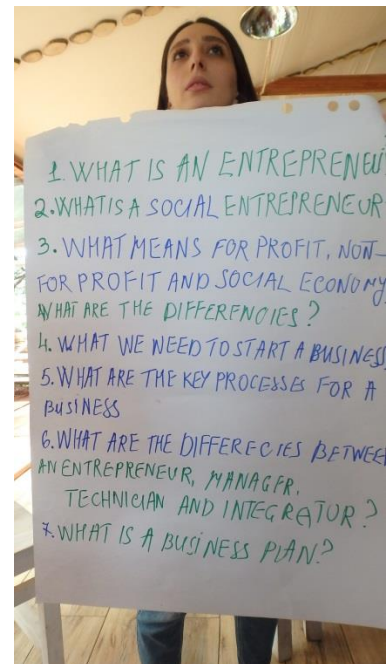 1. WHAT IS AN ENTREPRENEU
2. WHAT IS A SOCIAL ENTREPRENEUR
3. WHAT MEANS FOR PROFIT, NON-
FOR PROFIT AND SOCIAL ECONOMY
WHAT ARE THE DIFFERENCIES?
4. WHAT WE NEED TO START A BUSINESS
5. WHAT ARE THE KEY PROCESSES FOR A
BUSINESS
6. WHAT ARE THE DIFFERECIES BETWEE
AN ENTREPRENEUR, MANAGER,
TECHNICIAN AND INTEGRATUR?
7. WHAT IS A BUSINESS PLAN?